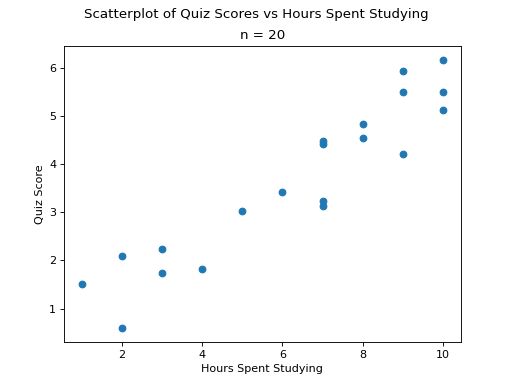 Scatterplot of Quiz Scores vs Hours Spent Studying
n = 20
6
5
4
3
2
1
Quiz Score
2 4 6 8 10
Hours Spent Studying